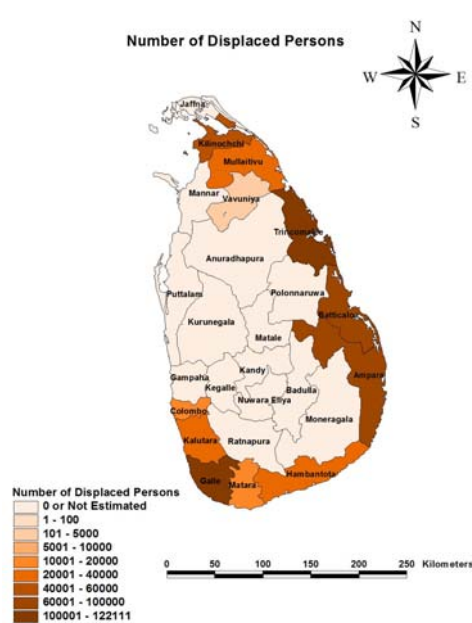 Number of Displaced Persons
N
W E
S
Jaffna
Kilinochchi
Mullaitivu
Mannar
Vavuniya
Trincomalee
Anuradhapura
Polonnaruwa
Puttalam
Batticalo
Kurunegala
Matale
Kandy
Ampara
Gampaha
Kegalle
Badulla
Nuwara Eliya
Colombo
Moneragala
Kalutara
Ratnapura
Hambantota
Galle
Matara
Number of Displaced Persons
0 or Not Estimated
1 - 100
101 - 5000
5001 - 10000
10001 - 20000
20001 - 40000
40001 - 60000
60001 - 100000
100001 - 122111
0 50 100 150 200 250 Kilometers